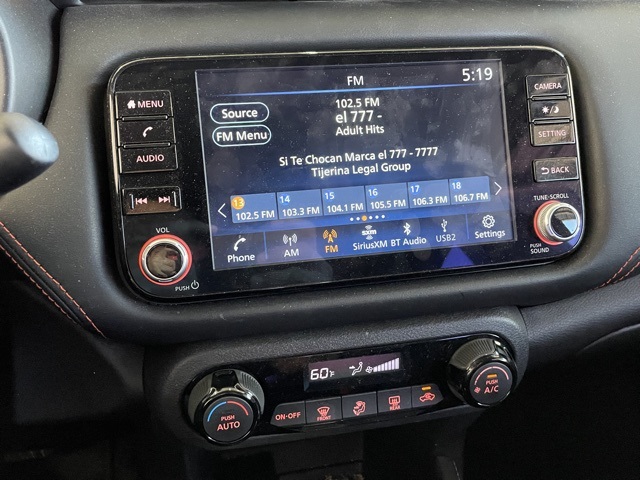 FM
5:19
CAMERA
MENU
Source
102.5 FM
el 777 -
Adult Hits
FM Menu
SETTING
AUDIO
Si Te Chocan Marca el 777 - 7777
Tijerina Legal Group
BACK
13 14 15 16 17 18
102.5 FM 103.3 FM 104.1 FM 105.5 FM 106.3 FM 106.7 FM
TUNE·SCROLL
VOL
Phone AM FM SiriusXM BT Audio USB2 Settings
sxm
PUSH SOUND
PUSH
60°F
PUSH AUTO
ON·OFF
FRONT
REAR
PUSH A/C